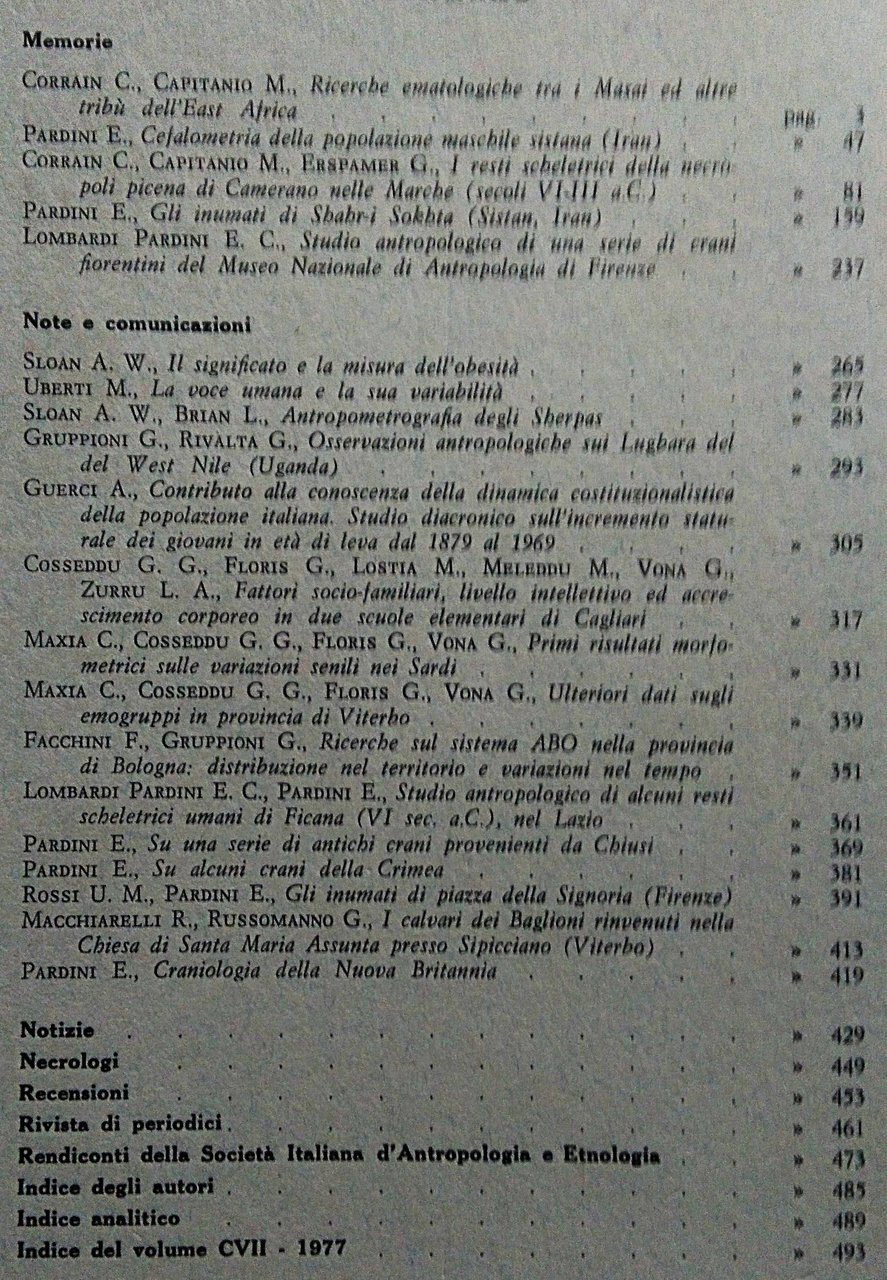 Memorie
CORRAIN C., CAPITANIO M., Ricerche ematologiche tra i Masai ed altre
tribù dell'East Africa . . . . . . . . . pag. 3
PARDINI E., Cefalometria della popolazione maschile sistana (Iran) . . » 47
CORRAIN C., CAPITANIO M., ERSPAMER G., I resti scheletrici della necro-
poli picena di Camerano nelle Marche (secoli VI-III a.C.) . . » 81
PARDINI E., Gli inumati di Shahr-i Sokhta (Sistan, Iran) . . . » 159
LOMBARDI PARDINI E. C., Studio antropologico di una serie di crani
fiorentini del Museo Nazionale di Antropologia di Firenze . . » 237
Note e comunicazioni
SLOAN A. W., Il significato e la misura dell'obesità . . . . . » 265
UBERTI M., La voce umana e la sua variabilità . . . . . » 277
SLOAN A. W., BRIAN L., Antropometrografia degli Sherpas . . . » 283
GRUPPIONI G., RIVALTA G., Osservazioni antropologiche sui Lugbara del
del West Nile (Uganda) . . . . . . . . » 293
GUERCI A., Contributo alla conoscenza della dinamica costituzionalistica
della popolazione italiana. Studio diacronico sull'incremento statu-
rale dei giovani in età di leva dal 1879 al 1969 . . . . » 305
COSSEDDU G. G., FLORIS G., LOSTIA M., MELEDDU M., VONA G.,
ZURRU L. A., Fattori socio-familiari, livello intellettivo ed accre-
scimento corporeo in due scuole elementari di Cagliari . . » 317
MAXIA C., COSSEDDU G. G., FLORIS G., VONA G., Primi risultati morfo-
metrici sulle variazioni senili nei Sardi . . . . . . » 331
MAXIA C., COSSEDDU G. G., FLORIS G., VONA G., Ulteriori dati sugli
emogruppi in provincia di Viterbo . . . . . . . » 339
FACCHINI F., GRUPPIONI G., Ricerche sul sistema ABO nella provincia
di Bologna: distribuzione nel territorio e variazioni nel tempo . » 351
LOMBARDI PARDINI E. C., PARDINI E., Studio antropologico di alcuni resti
scheletrici umani di Ficana (VI sec. a.C.), nel Lazio . . . » 361
PARDINI E., Su una serie di antichi crani provenienti da Chiusi . . » 369
PARDINI E., Su alcuni crani della Crimea . . . . . . » 381
ROSSI U. M., PARDINI E., Gli inumati di piazza della Signoria (Firenze) » 391
MACCHIARELLI R., RUSSOMANNO G., I calvari dei Baglioni rinvenuti nella
Chiesa di Santa Maria Assunta presso Sipicciano (Viterbo) . . » 413
PARDINI E., Craniologia della Nuova Britannia . . . . . » 419
Notizie . . . . . . . . . . . . . » 429
Necrologi . . . . . . . . . . . . » 449
Recensioni . . . . . . . . . . . . » 453
Rivista di periodici . . . . . . . . . . . » 461
Rendiconti della Società Italiana d'Antropologia e Etnologia . . » 473
Indice degli autori . . . . . . . . . . . » 485
Indice analitico . . . . . . . . . . . » 489
Indice del volume CVII - 1977 . . . . . . . . » 493